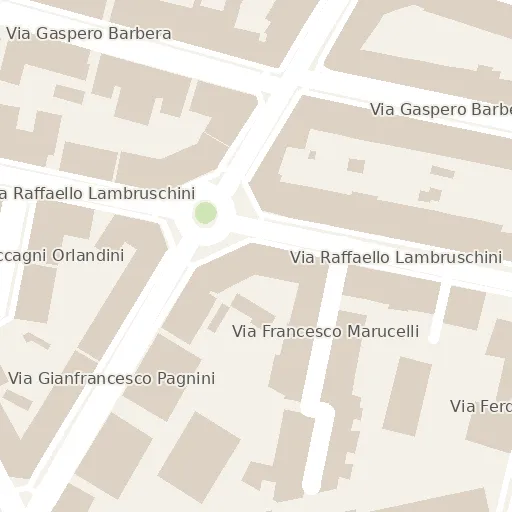 Via Gaspero Barbera
Via Gaspero Barbe
a Raffaello Lambruschini
ccagni Orlandini
Via Raffaello Lambruschini
Via Francesco Marucelli
Via Gianfrancesco Pagnini
Via Ferd